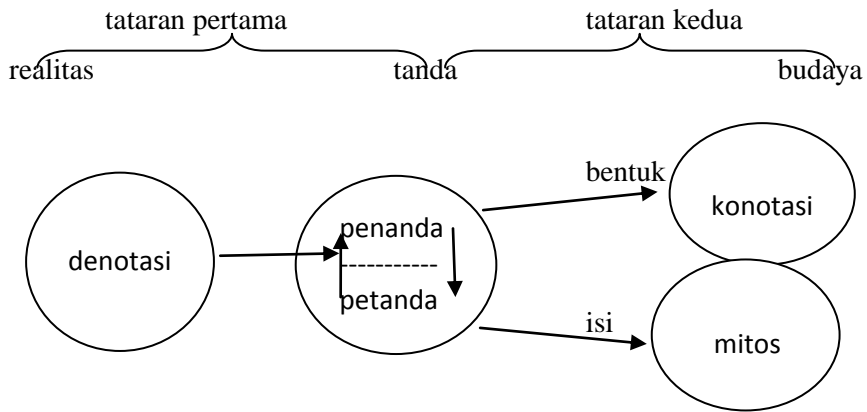 tataran pertama tataran kedua
realitas tanda budaya
bentuk
konotasi
penanda
denotasi
petanda
isi
mitos